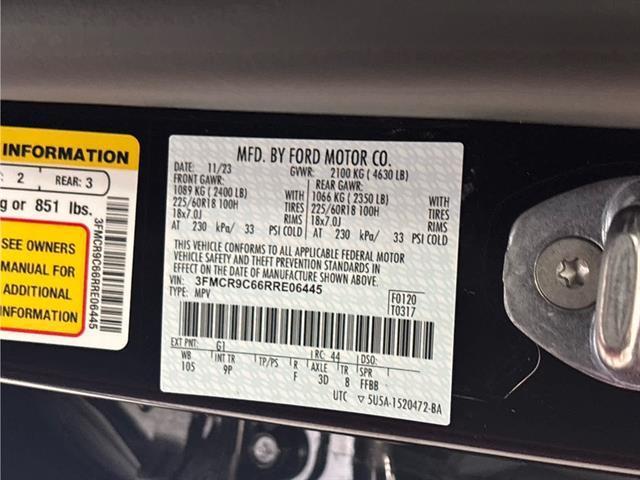 INFORMATION
: 2 REAR: 3
g or 851 lbs.
SEE OWNERS
MANUAL FOR
ADDITIONAL
INFORMATION
3FMCR9C66RRE06445
MFD. BY FORD MOTOR CO.
DATE: 11/23 GVWR: 2100 KG ( 4630 LB)
FRONT GAWR: REAR GAWR:
1089 KG ( 2400 LB) WITH 1066 KG ( 2350 LB) WITH
225/60R18 100H TIRES 225/60R18 100H TIRES
18x7.0J RIMS 18x7.0J RIMS
AT 230 kPa/ 33 PSI COLD AT 230 kPa/ 33 PSI COLD
THIS VEHICLE CONFORMS TO ALL APPLICABLE FEDERAL MOTOR
VEHICLE SAFETY AND THEFT PREVENTION STANDARDS IN
EFFECT ON THE DATE OF MANUFACTURE SHOWN ABOVE.
VIN: 3FMCR9C66RRE06445
TYPE: MPV
F0120
T0317
EXT PNT: G1 RC: 44 DSO:
WB INT TR TP/PS R AXLE TR SPR
105 9P F 3D 8 FFBB
UTC ▽ 5U5A-1520472-BA